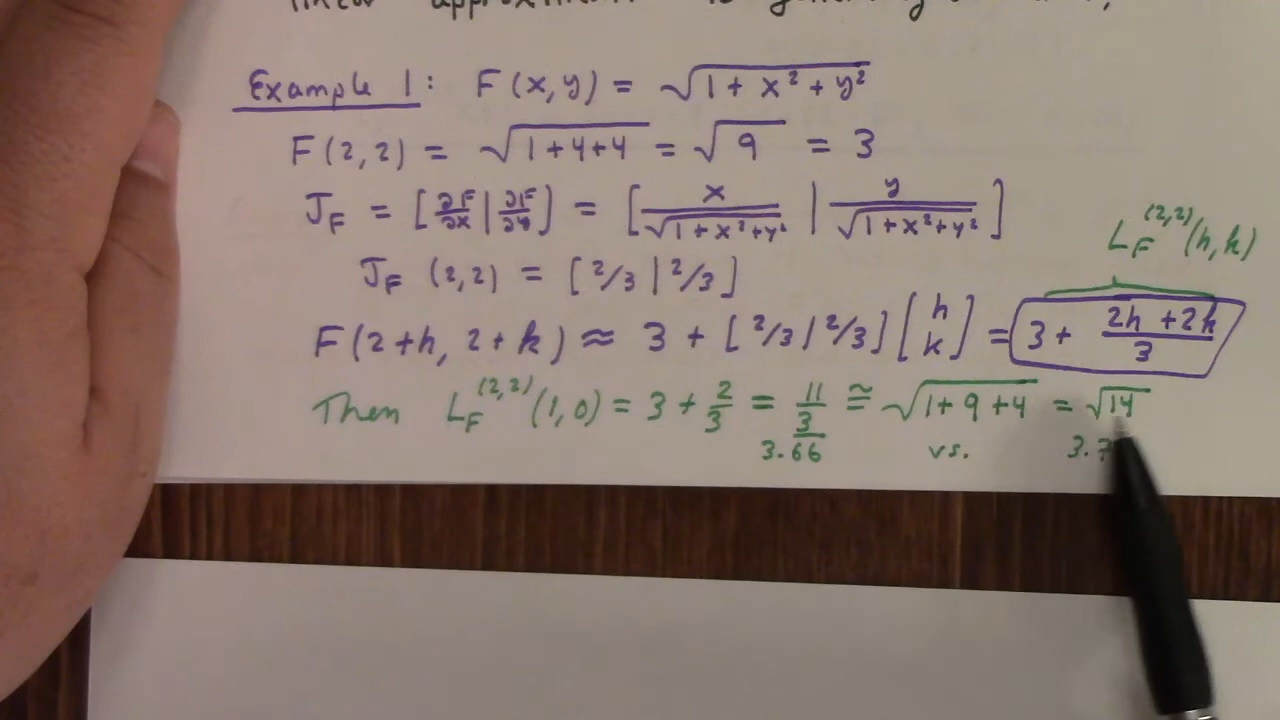 Example 1: F(x,y) = √(1+x²+y²)
F(2,2) = √(1+4+4) = √9 = 3
J_F = [∂F/∂x | ∂F/∂y] = [x/√(1+x²+y²) | y/√(1+x²+y²)]
L_F^(2,2)(h,k)
J_F (2,2) = [2/3 | 2/3]
F(2+h, 2+k) ≈ 3 + [2/3 | 2/3] [h k] = 3 + (2h+2k)/3
Then L_F^(2,2)(1,0) = 3 + 2/3 = 11/3 ≅ √(1+9+4) = √14
3.66 vs. 3.7